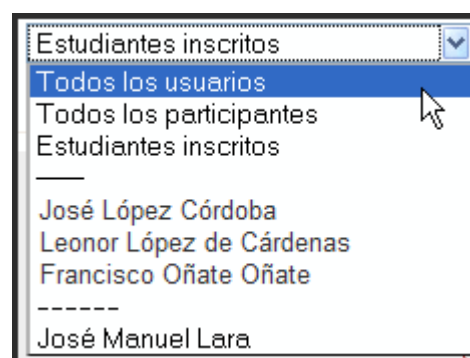 Estudiantes inscritos
Todos los usuarios
Todos los participantes
Estudiantes inscritos
——
José López Córdoba
Leonor López de Cárdenas
Francisco Oñate Oñate
------
José Manuel Lara